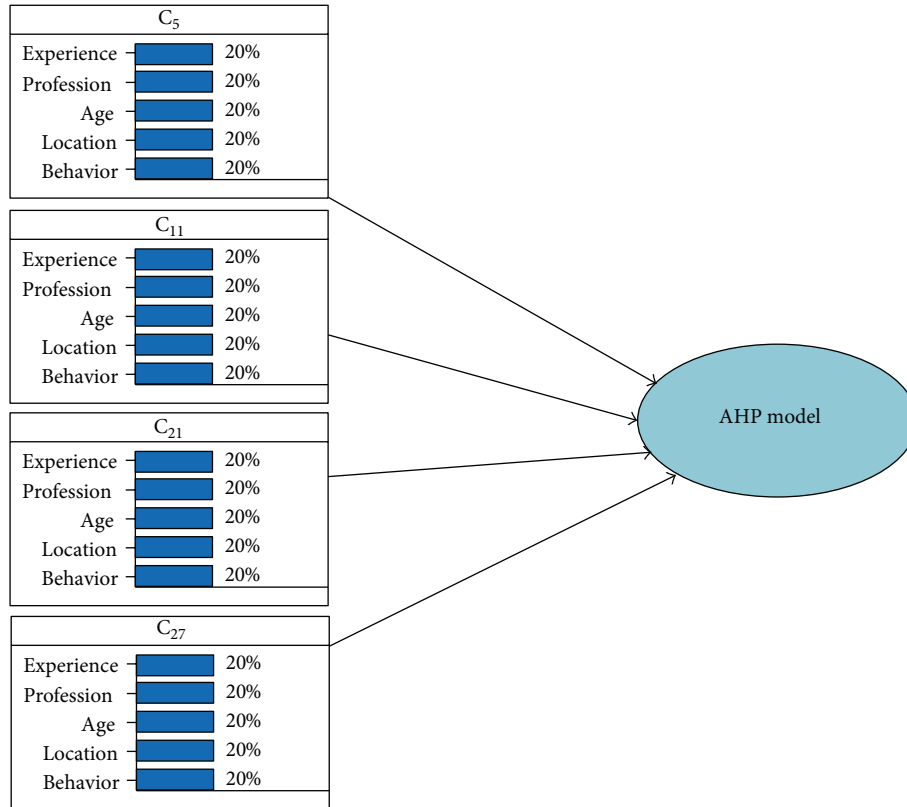 C5
Experience 20%
Profession 20%
Age 20%
Location 20%
Behavior 20%
C11
Experience 20%
Profession 20%
Age 20%
Location 20%
Behavior 20%
C21
Experience 20%
Profession 20%
Age 20%
Location 20%
Behavior 20%
C27
Experience 20%
Profession 20%
Age 20%
Location 20%
Behavior 20%
AHP model